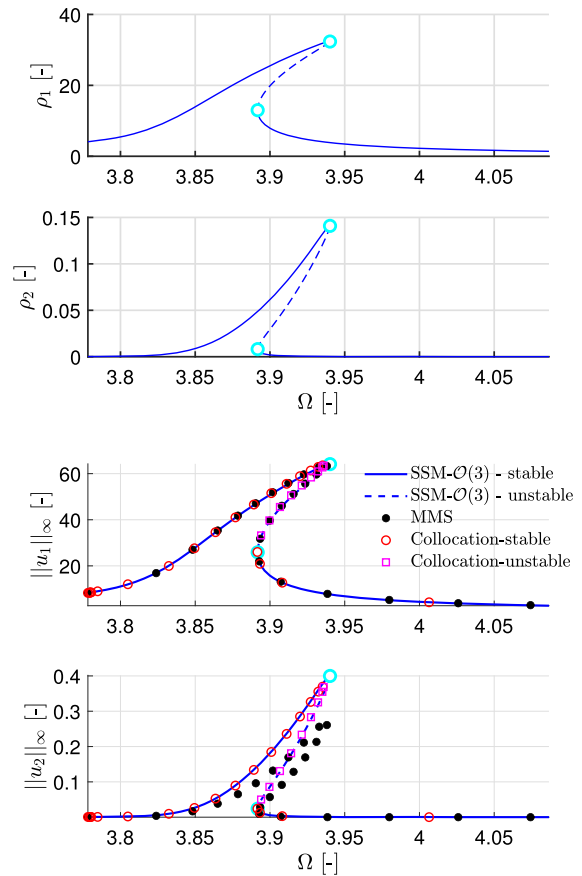 40
20
0
ρ₁ [-]
3.8 3.85 3.9 3.95 4 4.05
0.15
0.1
0.05
0
ρ₂ [-]
3.8 3.85 3.9 3.95 4 4.05
Ω [-]
60
40
20
||u₁||∞ [-]
SSM-𝒪(3) - stable
SSM-𝒪(3) - unstable
MMS
Collocation-stable
Collocation-unstable
3.8 3.85 3.9 3.95 4 4.05
0.4
0.3
0.2
0.1
||u₂||∞ [-]
3.8 3.85 3.9 3.95 4 4.05
Ω [-]